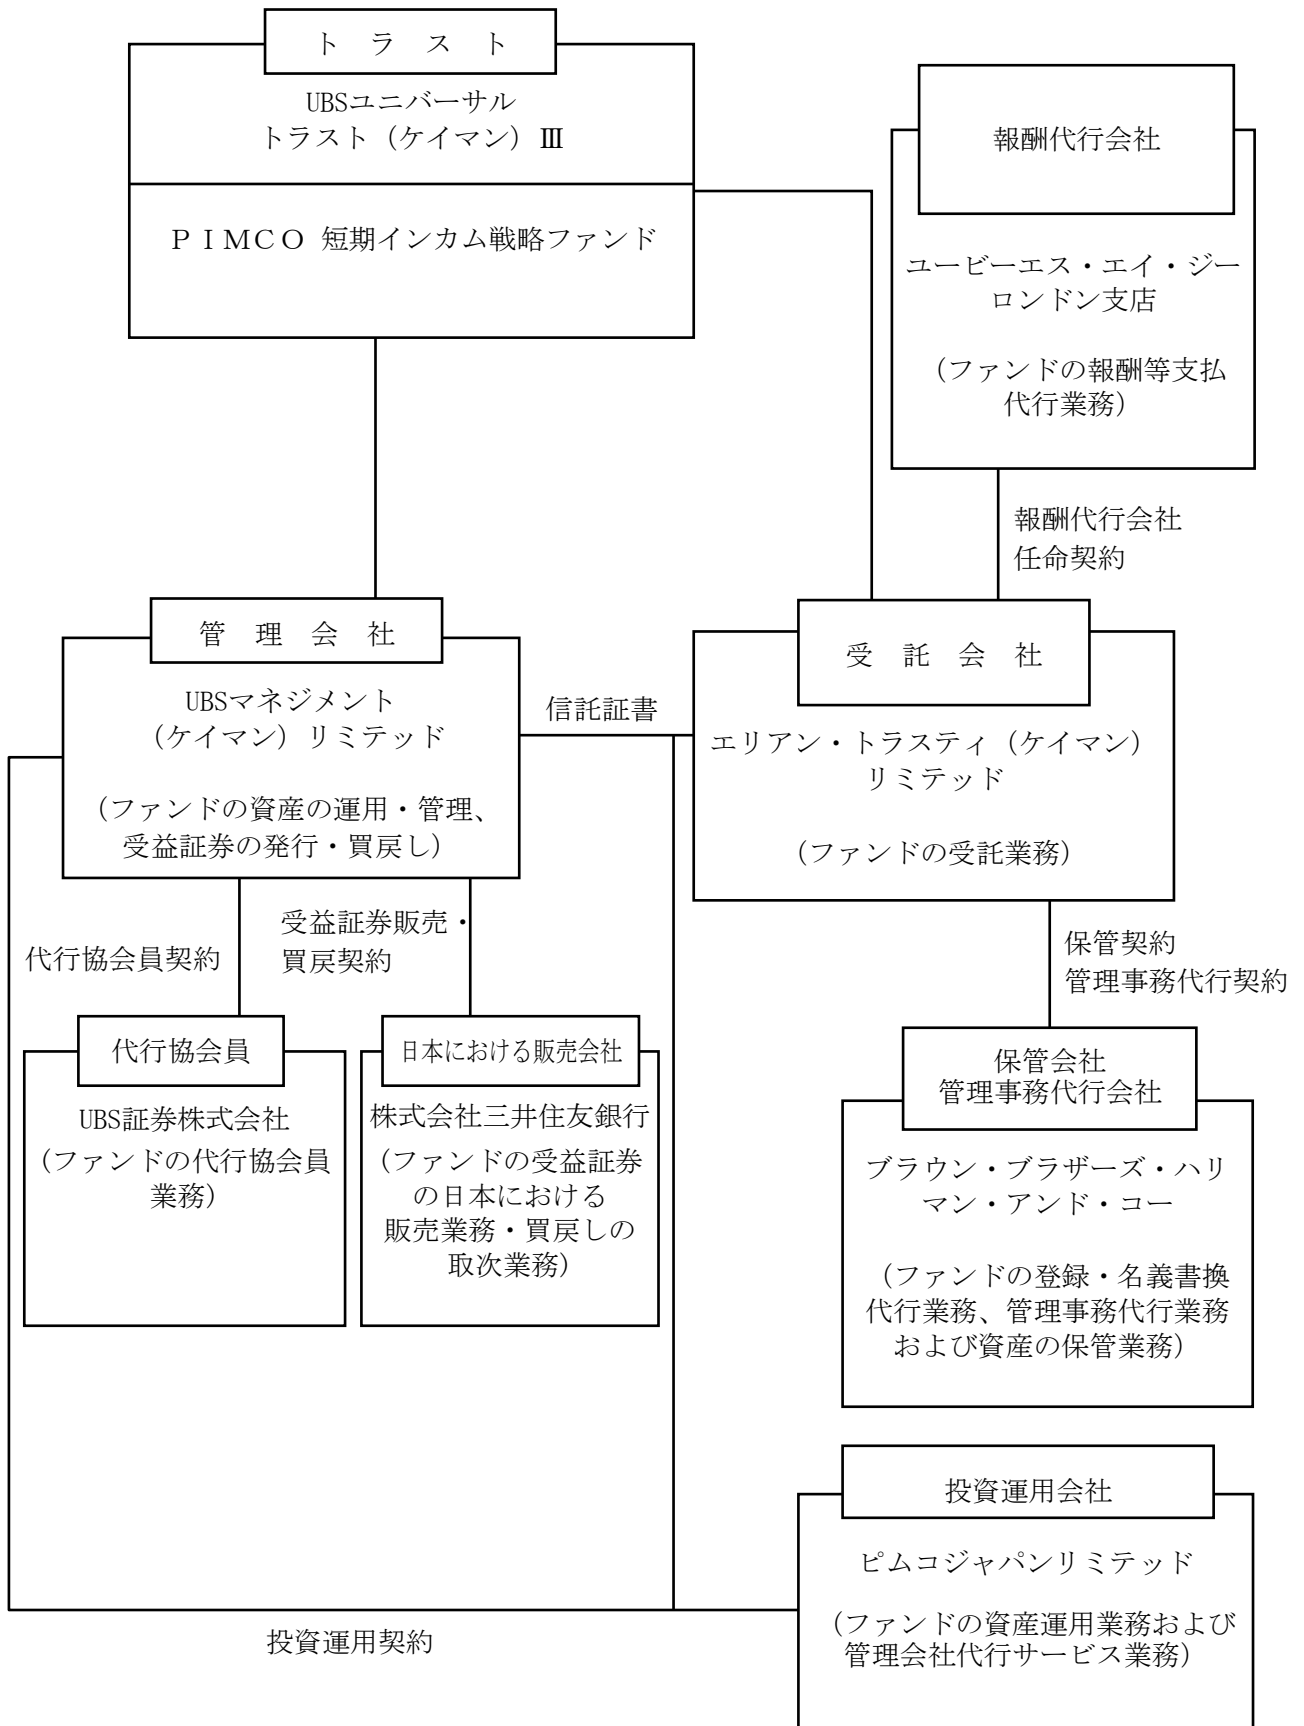 トラスト
UBSユニバーサル
トラスト（ケイマン）Ⅲ
ＰＩＭＣＯ 短期インカム戦略ファンド
報酬代行会社
ユービーエス・エイ・ジー
ロンドン支店
（ファンドの報酬等支払
代行業務）
報酬代行会社
任命契約
管理会社
UBSマネジメント
（ケイマン）リミテッド
（ファンドの資産の運用・管理、
受益証券の発行・買戻し）
信託証書
受託会社
エリアン・トラスティ（ケイマン）
リミテッド
（ファンドの受託業務）
代行協会員契約
受益証券販売・
買戻契約
保管契約
管理事務代行契約
代行協会員
UBS証券株式会社
（ファンドの代行協会員
業務）
日本における販売会社
株式会社三井住友銀行
（ファンドの受益証券
の日本における
販売業務・買戻しの
取次業務）
保管会社
管理事務代行会社
ブラウン・ブラザーズ・ハリ
マン・アンド・コー
（ファンドの登録・名義書換
代行業務、管理事務代行業務
および資産の保管業務）
投資運用会社
ピムコジャパンリミテッド
（ファンドの資産運用業務および
管理会社代行サービス業務）
投資運用契約